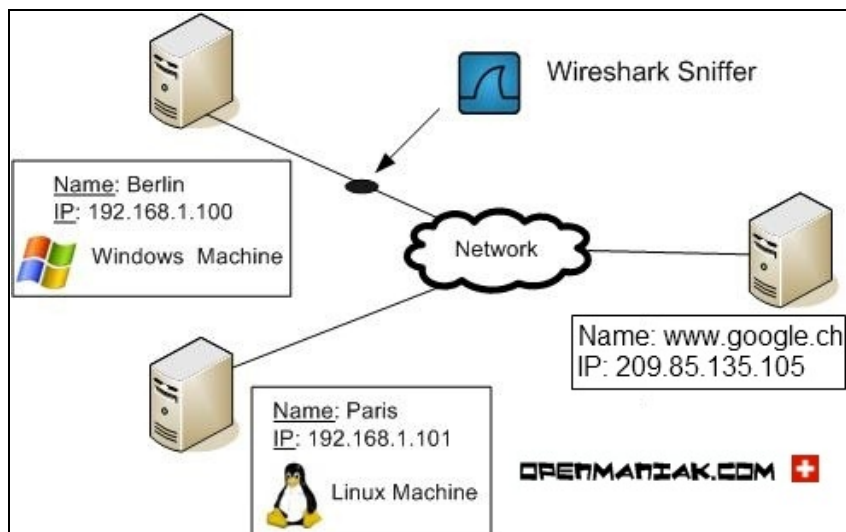 Wireshark Sniffer
Name: Berlin
IP: 192.168.1.100
Windows Machine
Network
Name: www.google.ch
IP: 209.85.135.105
Name: Paris
IP: 192.168.1.101
Linux Machine
OPENMANIAK.COM